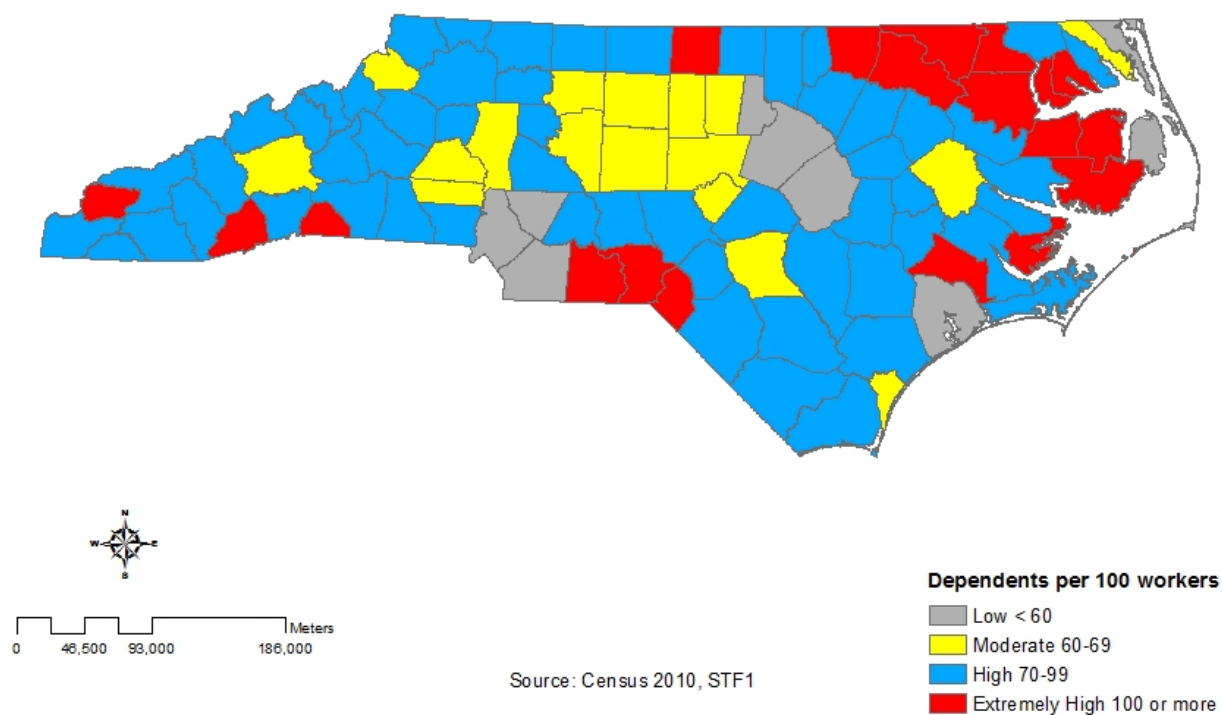 N
W E
S
Meters
0 46,500 93,000 186,000
Source: Census 2010, STF1
Dependents per 100 workers
Low < 60
Moderate 60-69
High 70-99
Extremely High 100 or more